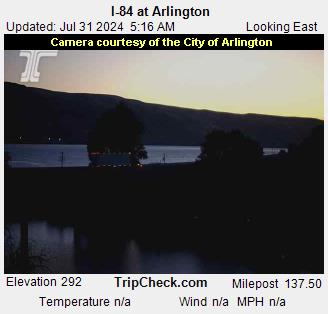 I-84 at Arlington
Updated: Jul 31 2024 5:16 AM Looking East
Camera courtesy of the City of Arlington
Elevation 292 TripCheck.com Milepost 137.50
Temperature n/a Wind n/a MPH n/a